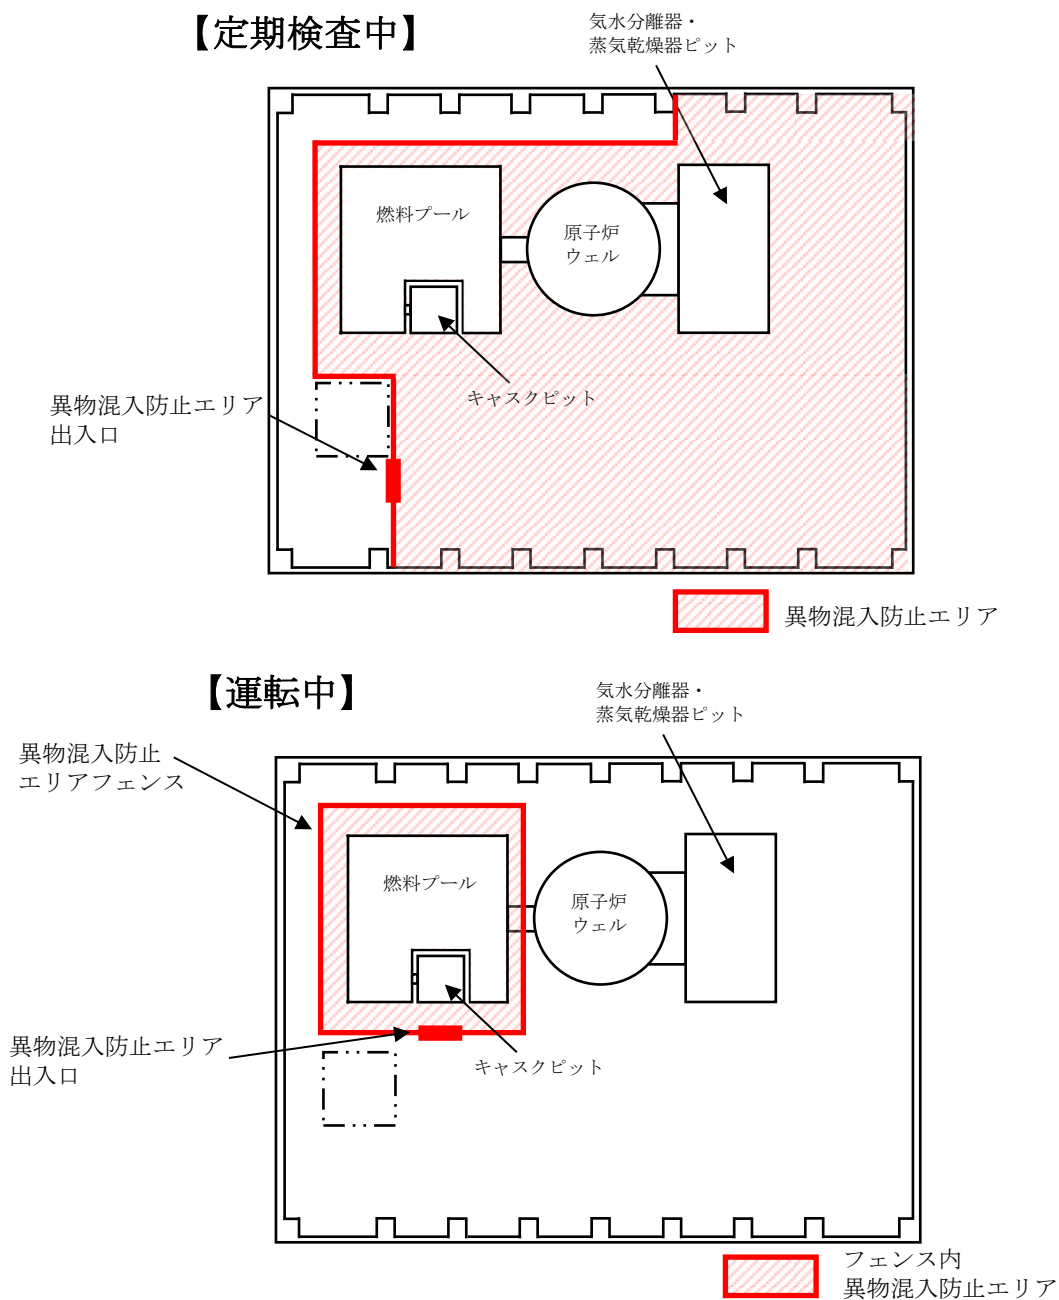 【定期検査中】
気水分離器・
蒸気乾燥器ピット
燃料プール
原子炉
ウェル
キャスクピット
異物混入防止エリア
出入口
異物混入防止エリア
【運転中】
気水分離器・
蒸気乾燥器ピット
異物混入防止
エリアフェンス
燃料プール
原子炉
ウェル
異物混入防止エリア
出入口
キャスクピット
フェンス内
異物混入防止エリア